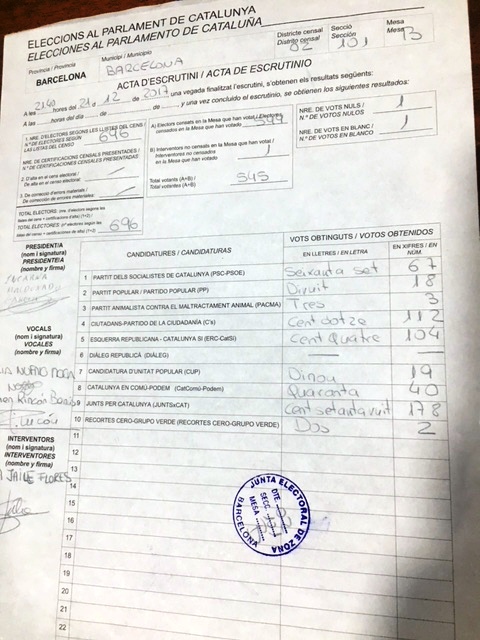 ELECCIONS AL PARLAMENT DE CATALUNYA
ELECCIONES AL PARLAMENTO DE CATALUÑA
Província / Provincia
BARCELONA
Municipi / Municipio
BARCELONA
Districte censal
Distrito censal
02
Secció
Sección
101
Mesa
Mesa
B
ACTA D'ESCRUTINI / ACTA DE ESCRUTINIO
A les 2140 hores del 21 de 12 de 2017, una vegada finalitzat l'escrutini, s'obtenen els resultats següents:
A las horas del día de de y una vez concluido el escrutinio, se obtienen los siguientes resultados:
1. NRE. D'ELECTORS SEGONS LES LLISTES DEL CENS /
N.º DE ELECTORES SEGÚN
LAS LISTAS DEL CENSO
696
NRE. DE CERTIFICACIONS CENSALS PRESENTADES /
N.º DE CERTIFICACIONES CENSALES PRESENTADAS
2. D'alta en el cens electoral /
De alta en el censo electoral
3. De correcció d'errors materials /
De corrección de errores materiales
TOTAL ELECTORS (nre. d'electors segons les
llistes del cens + certificacions d'alta) (1+2) /
TOTAL ELECTORES (n.º electores según las
listas del censo + certificaciones de alta) (1+2)
696
A) Electors censats en la Mesa que han votat / Electores
censados en la Mesa que han votado
544
B) Interventors no censats en la Mesa que han votat /
Interventores no censados
en la Mesa que han votado
1
Total votants (A+B) /
Total votantes (A+B)
545
NRE. DE VOTS NULS /
N.º DE VOTOS NULOS
1
NRE. DE VOTS EN BLANC /
N.º DE VOTOS EN BLANCO
1
PRESIDENT/A
(nom i signatura)
PRESIDENTE/A
(nombre y firma)
VOCALS
(nom i signatura)
VOCALES
(nombre y firma)
INTERVENTORS
(nom i signatura)
INTERVENTORES
(nombre y firma)
JAILE FLORES
CANDIDATURES / CANDIDATURAS
VOTS OBTINGUTS / VOTOS OBTENIDOS
EN LLETRES / EN LETRA
EN XIFRES / EN NÚM.
1 PARTIT DELS SOCIALISTES DE CATALUNYA (PSC-PSOE) Seixanta set 67
2 PARTIT POPULAR / PARTIDO POPULAR (PP) Divuit 18
3 PARTIT ANIMALISTA CONTRA EL MALTRACTAMENT ANIMAL (PACMA) Tres 3
4 CIUTADANS-PARTIDO DE LA CIUDADANÍA (C's) Cent dotze 112
5 ESQUERRA REPUBLICANA - CATALUNYA SÍ (ERC-CatSí) Cent Quatre 104
6 DIÀLEG REPUBLICÀ (DIÀLEG) — —
7 CANDIDATURA D'UNITAT POPULAR (CUP) Dinou 19
8 CATALUNYA EN COMÚ-PODEM (CatComú-Podem) Quaranta 40
9 JUNTS PER CATALUNYA (JUNTSxCAT) Cent setanta vuit 178
10 RECORTES CERO-GRUPO VERDE (RECORTES CERO-GRUPO VERDE) Dos 2
11
12
13
14
15
16
17
18
19
20
21
22
JUNTA ELECTORAL DE ZONA
BARCELONA
DTE.
SECC.
MESA